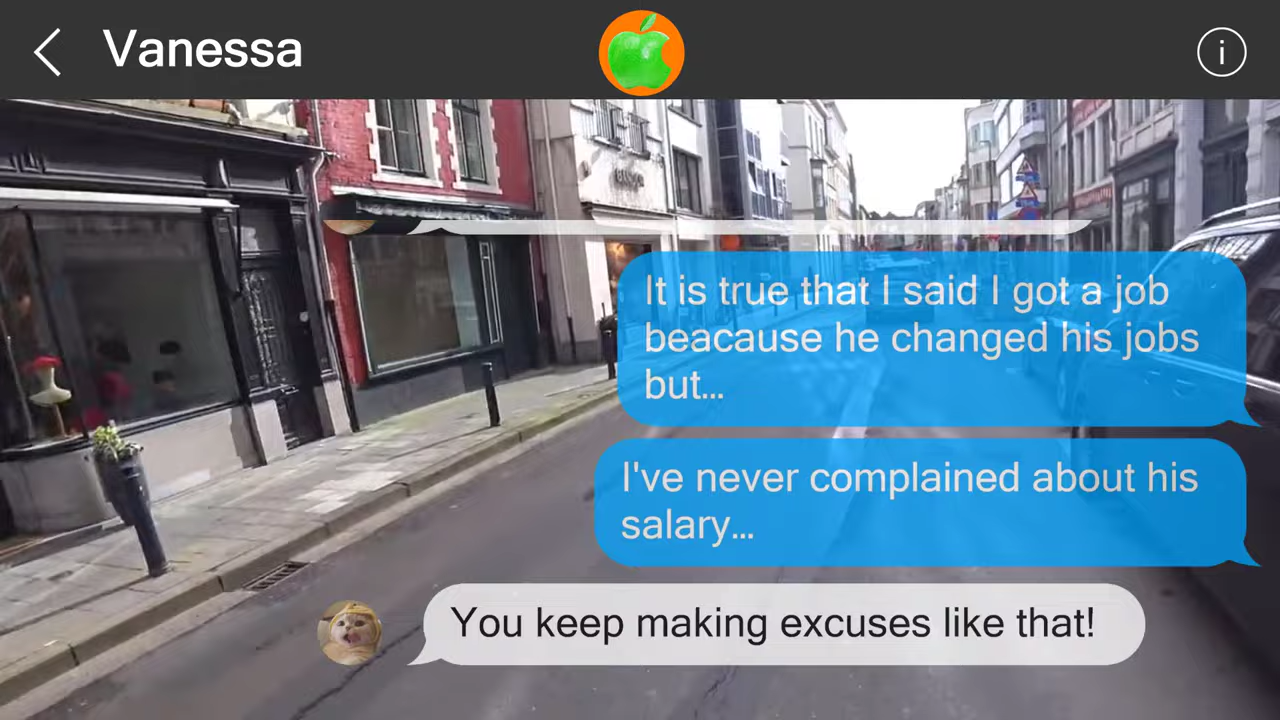 Vanessa
i
It is true that I said I got a job
beacause he changed his jobs
but...
I've never complained about his
salary...
You keep making excuses like that!